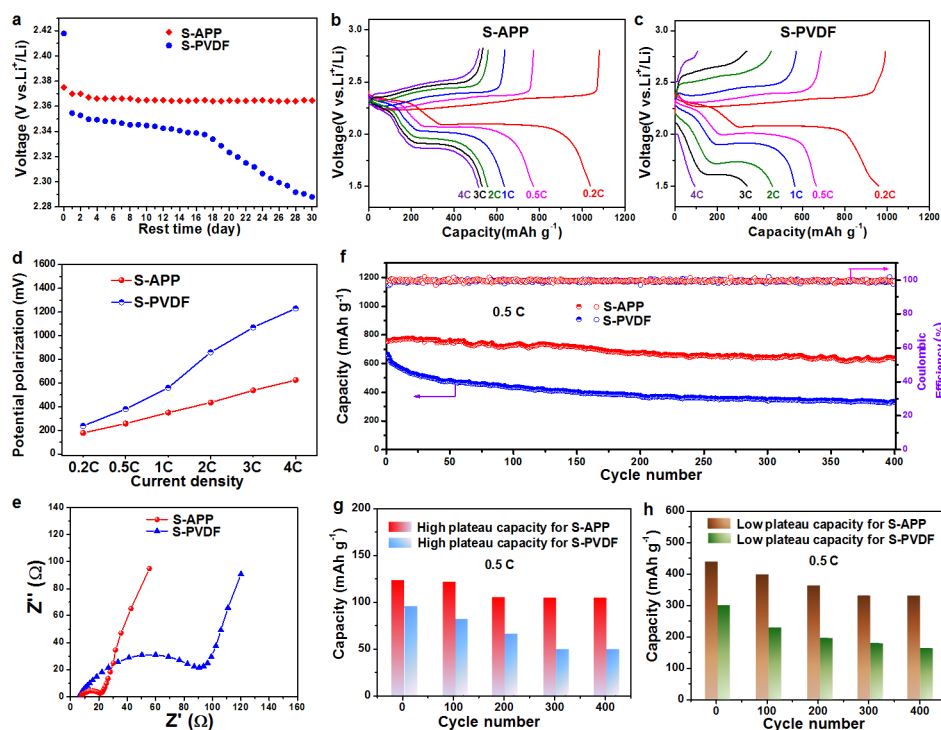 a
S-APP
S-PVDF
Voltage (V vs.Li⁺/Li)
2.42
2.40
2.38
2.36
2.34
2.32
2.30
2.28
0 2 4 6 8 10 12 14 16 18 20 22 24 26 28 30
Rest time (day)
b
S-APP
Voltage(V vs.Li⁺/Li)
3.0
2.5
2.0
1.5
4C 3C 2C 1C 0.5C 0.2C
0 200 400 600 800 1000 1200
Capacity(mAh g⁻¹)
c
S-PVDF
Voltage(V vs.Li⁺/Li)
3.0
2.5
2.0
1.5
4C 3C 2C 1C 0.5C 0.2C
0 200 400 600 800 1000 1200
Capacity(mAh g⁻¹)
d
S-APP
S-PVDF
Potential polarization (mV)
1600
1400
1200
1000
800
600
400
200
0
0.2C 0.5C 1C 2C 3C 4C
Current density
f
0.5 C
S-APP
S-PVDF
Capacity (mAh g⁻¹)
1200
1000
800
600
400
200
0
0 50 100 150 200 250 300 350 400
Cycle number
100
80
60
40
20
0
Coulombic
Efficiency (%)
e
S-APP
S-PVDF
Z'' (Ω)
100
80
60
40
20
0
0 20 40 60 80 100 120 140 160
Z' (Ω)
g
High plateau capacity for S-APP
High plateau capacity for S-PVDF
0.5 C
Capacity (mAh g⁻¹)
200
150
100
50
0
0 100 200 300 400
Cycle number
h
Low plateau capacity for S-APP
Low plateau capacity for S-PVDF
0.5 C
Capacity (mAh g⁻¹)
600
500
400
300
200
100
0
0 100 200 300 400
Cycle number